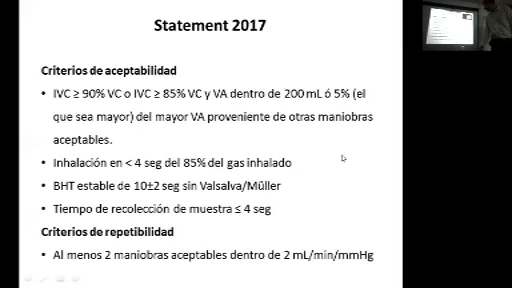 Statement 2017
Criterios de aceptabilidad
• IVC ≥ 90% VC o IVC ≥ 85% VC y VA dentro de 200 mL ó 5% (el
que sea mayor) del mayor VA proveniente de otras maniobras
aceptables.
• Inhalación en < 4 seg del 85% del gas inhalado
• BHT estable de 10±2 seg sin Valsalva/Müller
• Tiempo de recolección de muestra ≤ 4 seg
Criterios de repetibilidad
• Al menos 2 maniobras aceptables dentro de 2 mL/min/mmHg